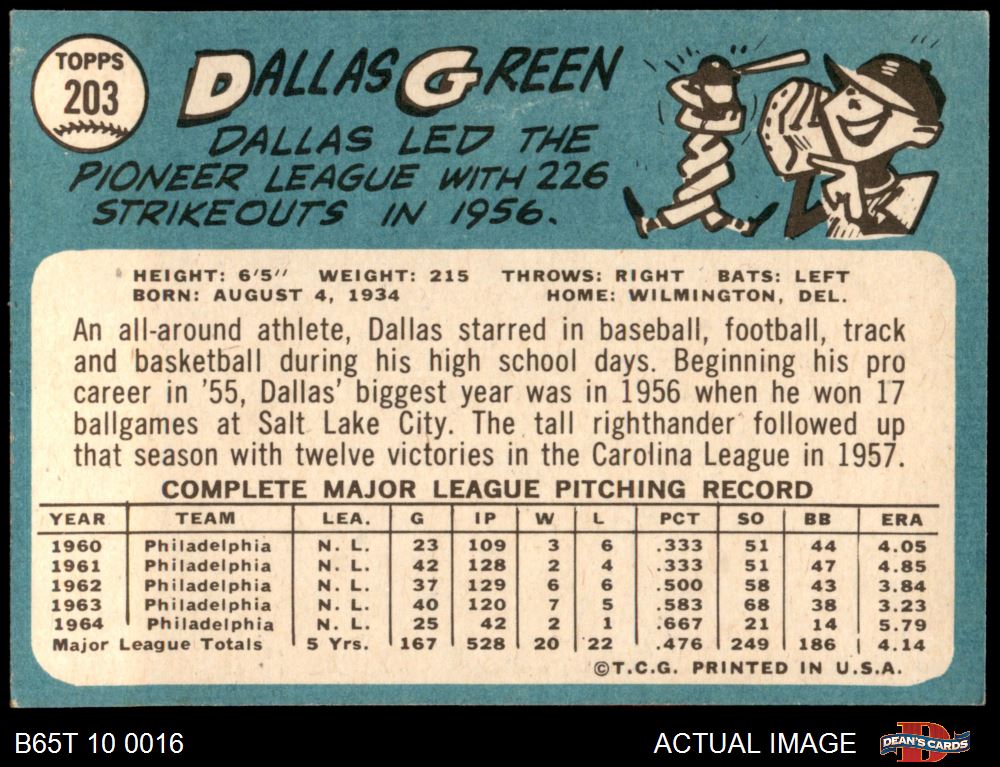 TOPPS
203
DALLAS GREEN
DALLAS LED THE
PIONEER LEAGUE WITH 226
STRIKEOUTS IN 1956.
HEIGHT: 6'5" WEIGHT: 215 THROWS: RIGHT BATS: LEFT
BORN: AUGUST 4, 1934 HOME: WILMINGTON, DEL.
An all-around athlete, Dallas starred in baseball, football, track
and basketball during his high school days. Beginning his pro
career in '55, Dallas' biggest year was in 1956 when he won 17
ballgames at Salt Lake City. The tall righthander followed up
that season with twelve victories in the Carolina League in 1957.
COMPLETE MAJOR LEAGUE PITCHING RECORD
YEAR TEAM LEA. G IP W L PCT SO BB ERA
1960 Philadelphia N. L. 23 109 3 6 .333 51 44 4.05
1961 Philadelphia N. L. 42 128 2 4 .333 51 47 4.85
1962 Philadelphia N. L. 37 129 6 6 .500 58 43 3.84
1963 Philadelphia N. L. 40 120 7 5 .583 68 38 3.23
1964 Philadelphia N. L. 25 42 2 1 .667 21 14 5.79
Major League Totals 5 Yrs. 167 528 20 22 .476 249 186 4.14
©T.C.G. PRINTED IN U.S.A.
B65T 10 0016 ACTUAL IMAGE D DEAN'S CARDS